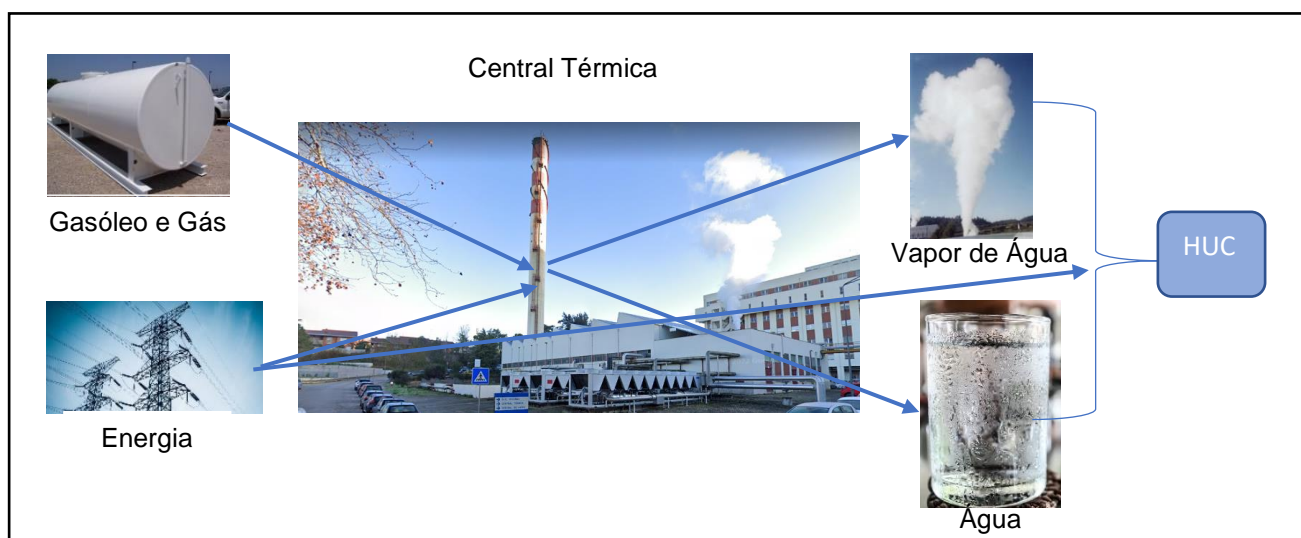 Central Térmica
Gasóleo e Gás
Vapor de Água
HUC
Energia
Água